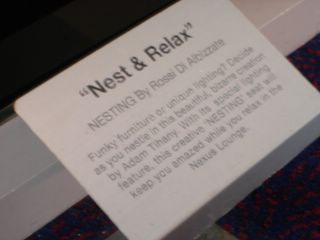 "Nest & Relax"
NESTING By Rossi Di Albizzate
Funky furniture or unique lighting? Decide
as you nestle in this beautiful, bizarre creation
by Adam Tihany. With its special lighting
feature, this creative 'NESTING' seat will
keep you amazed while you relax in the
Nexus Lounge.